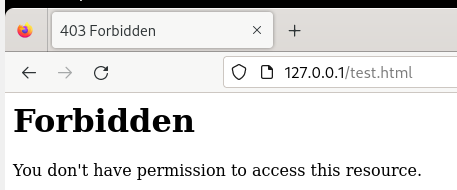 403 Forbidden
127.0.0.1/test.html
Forbidden
You don't have permission to access this resource.